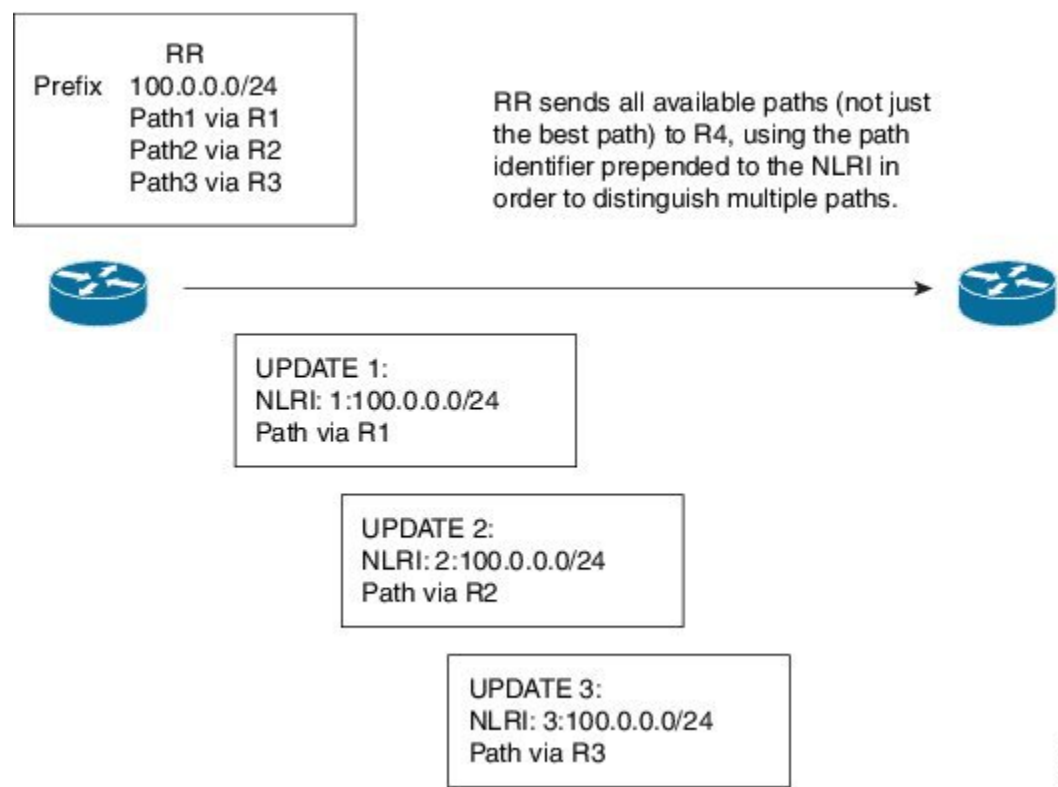 RR
Prefix 100.0.0.0/24
Path1 via R1
Path2 via R2
Path3 via R3
RR sends all available paths (not just
the best path) to R4, using the path
identifier prepended to the NLRI in
order to distinguish multiple paths.
UPDATE 1:
NLRI: 1:100.0.0.0/24
Path via R1
UPDATE 2:
NLRI: 2:100.0.0.0/24
Path via R2
UPDATE 3:
NLRI: 3:100.0.0.0/24
Path via R3